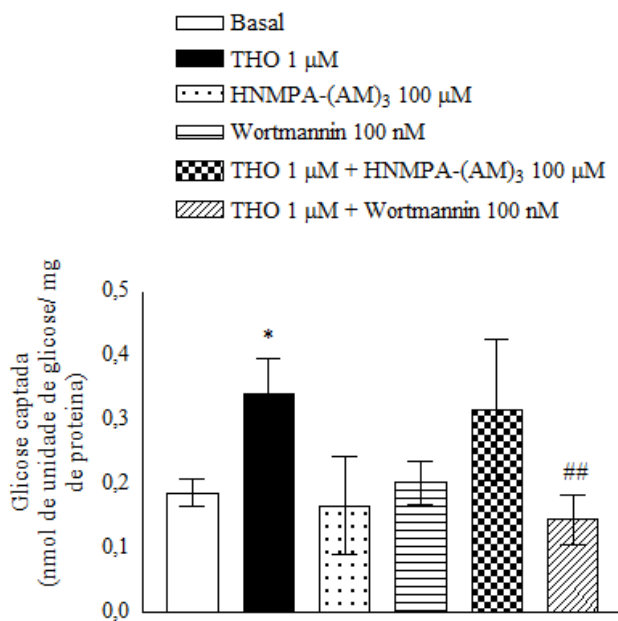 Basal
THO 1 μM
HNMPA-(AM)3 100 μM
Wortmannin 100 nM
THO 1 μM + HNMPA-(AM)3 100 μM
THO 1 μM + Wortmannin 100 nM
Glicose captada
(nmol de unidade de glicose/ mg
de proteina)
0,5
0,4
0,3
0,2
0,1
0,0
*
##